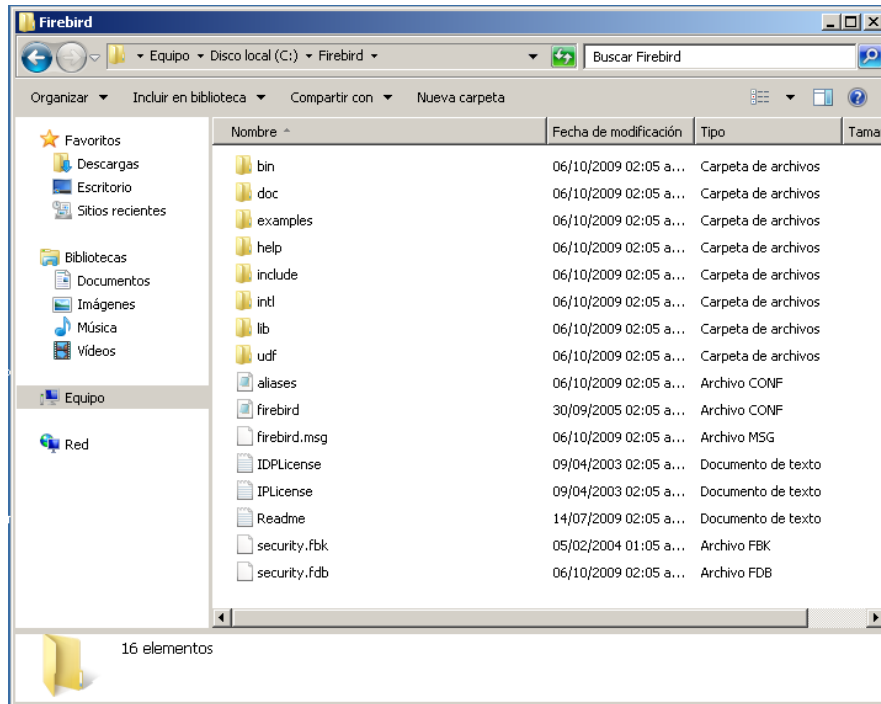 Firebird
Equipo Disco local (C:) Firebird Buscar Firebird
Organizar Incluir en biblioteca Compartir con Nueva carpeta
Favoritos
Descargas
Escritorio
Sitios recientes
Bibliotecas
Documentos
Imágenes
Música
Vídeos
Equipo
Red
Nombre Fecha de modificación Tipo Tama
bin 06/10/2009 02:05 a... Carpeta de archivos
doc 06/10/2009 02:05 a... Carpeta de archivos
examples 06/10/2009 02:05 a... Carpeta de archivos
help 06/10/2009 02:05 a... Carpeta de archivos
include 06/10/2009 02:05 a... Carpeta de archivos
intl 06/10/2009 02:05 a... Carpeta de archivos
lib 06/10/2009 02:05 a... Carpeta de archivos
udf 06/10/2009 02:05 a... Carpeta de archivos
aliases 06/10/2009 02:05 a... Archivo CONF
firebird 30/09/2005 02:05 a... Archivo CONF
firebird.msg 06/10/2009 02:05 a... Archivo MSG
IDPLicense 09/04/2003 02:05 a... Documento de texto
IPLicense 09/04/2003 02:05 a... Documento de texto
Readme 14/07/2009 02:05 a... Documento de texto
security.fbk 05/02/2004 01:05 a... Archivo FBK
security.fdb 06/10/2009 02:05 a... Archivo FDB
16 elementos